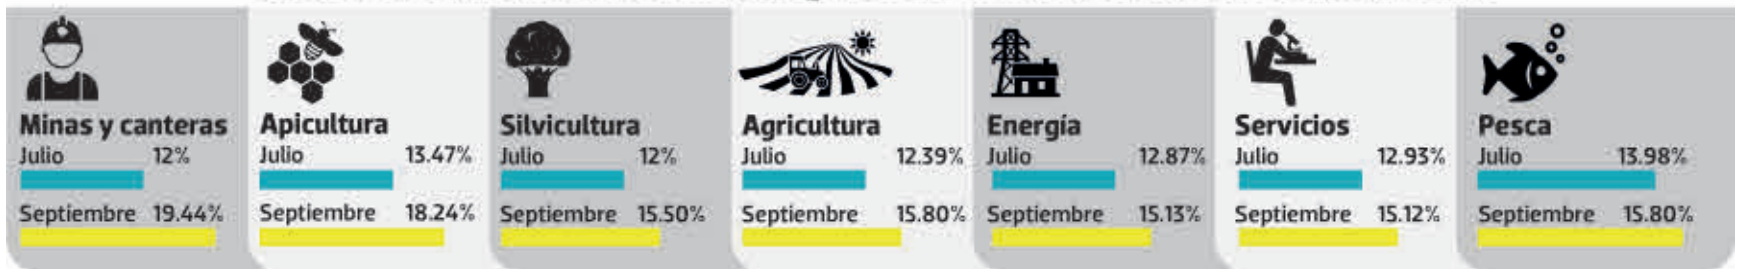 Minas y canteras
Julio 12%
Septiembre 19.44%
Apicultura
Julio 13.47%
Septiembre 18.24%
Silvicultura
Julio 12%
Septiembre 15.50%
Agricultura
Julio 12.39%
Septiembre 15.80%
Energía
Julio 12.87%
Septiembre 15.13%
Servicios
Julio 12.93%
Septiembre 15.12%
Pesca
Julio 13.98%
Septiembre 15.80%